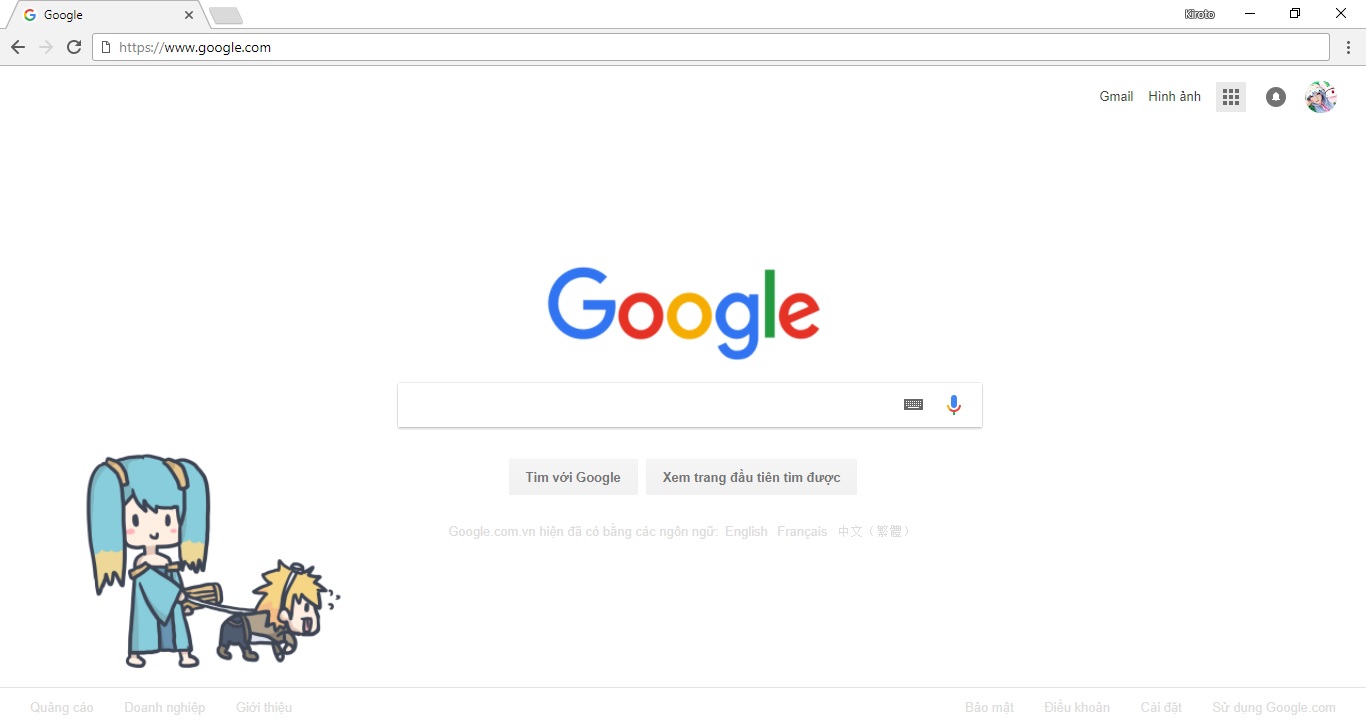 Google
Kiroto
https://www.google.com
Gmail Hình ảnh
Google
Tìm với Google Xem trang đầu tiên tìm được
Google.com.vn hiện đã có bằng các ngôn ngữ: English Français 中文（繁體）
Quảng cáo Doanh nghiệp Giới thiệu Bảo mật Điều khoản Cài đặt Sử dụng Google.com